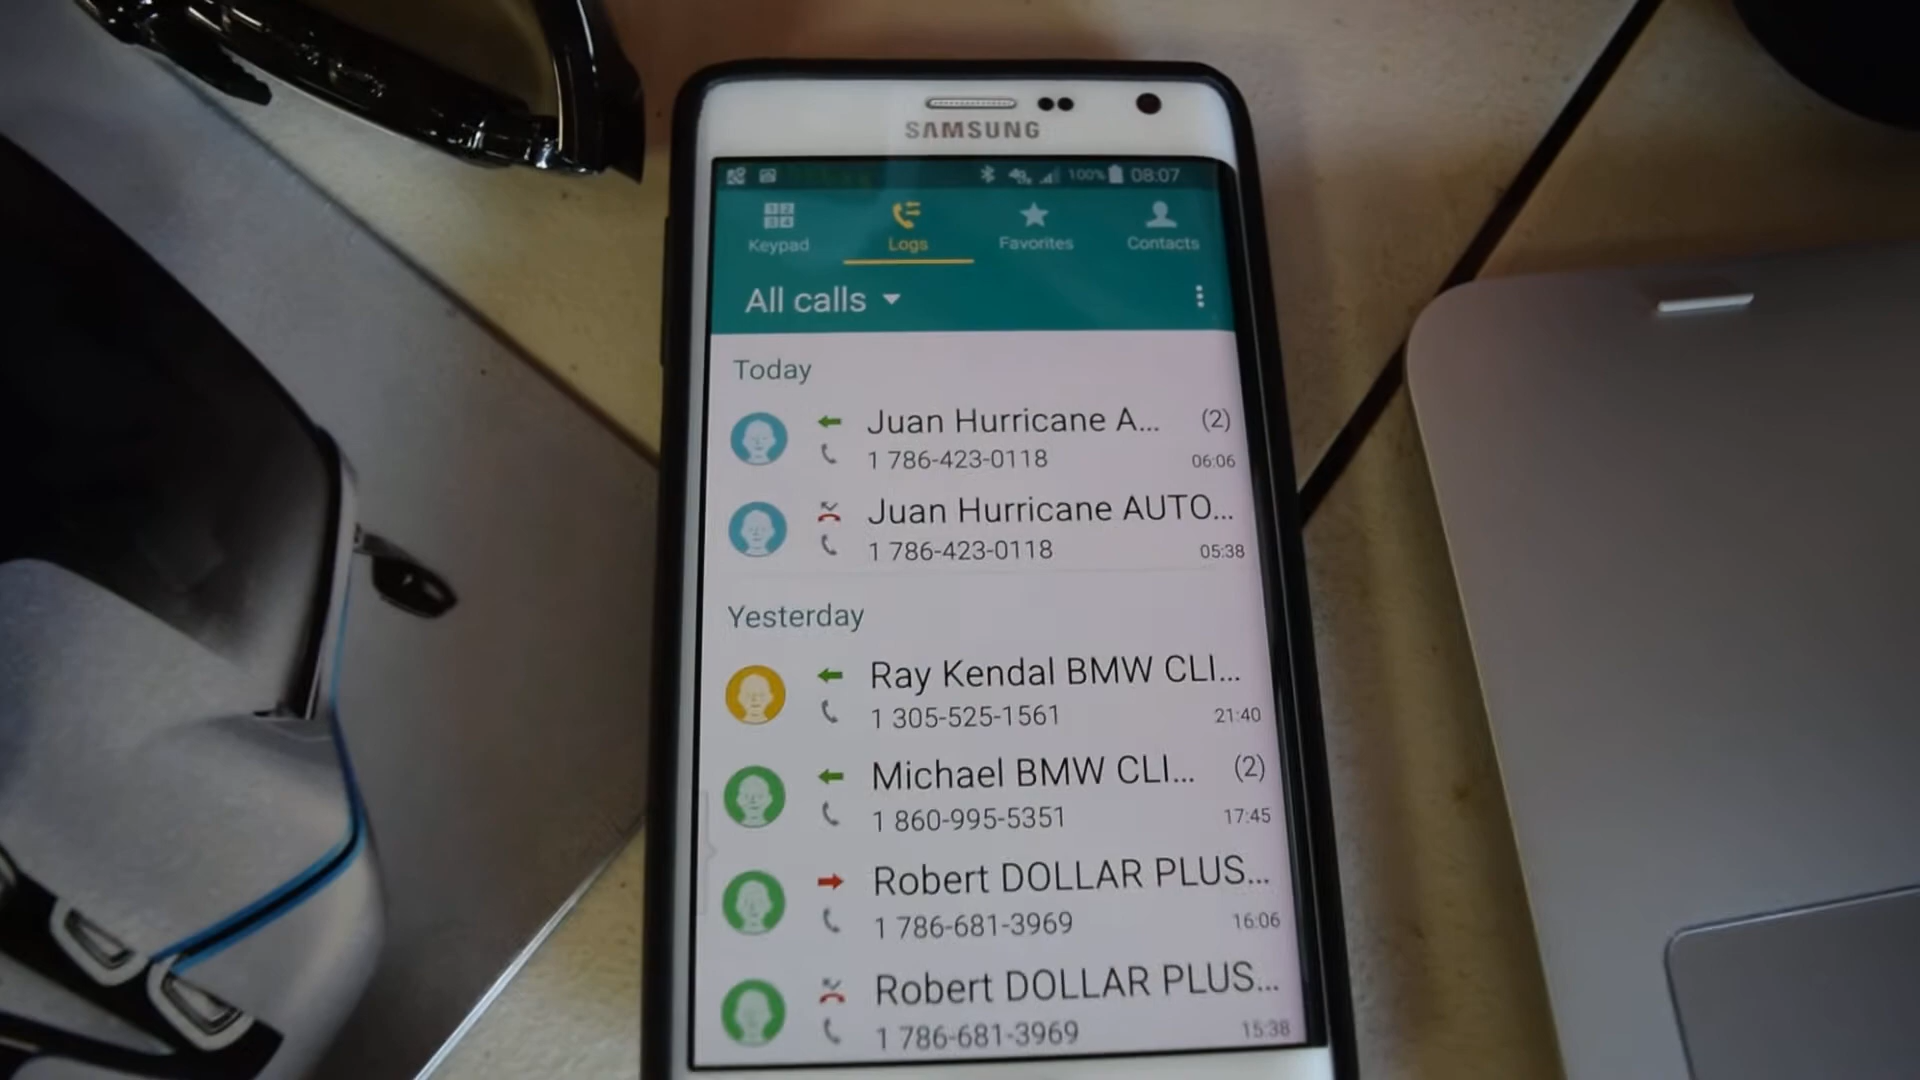 SAMSUNG
100% 08:07
Keypad Logs Favorites Contacts
All calls
Today
Juan Hurricane A... (2)
1 786-423-0118 06:06
Juan Hurricane AUTO...
1 786-423-0118 05:38
Yesterday
Ray Kendal BMW CLI...
1 305-525-1561 21:40
Michael BMW CLI... (2)
1 860-995-5351 17:45
Robert DOLLAR PLUS...
1 786-681-3969 16:06
Robert DOLLAR PLUS...
1 786-681-3969 15:38